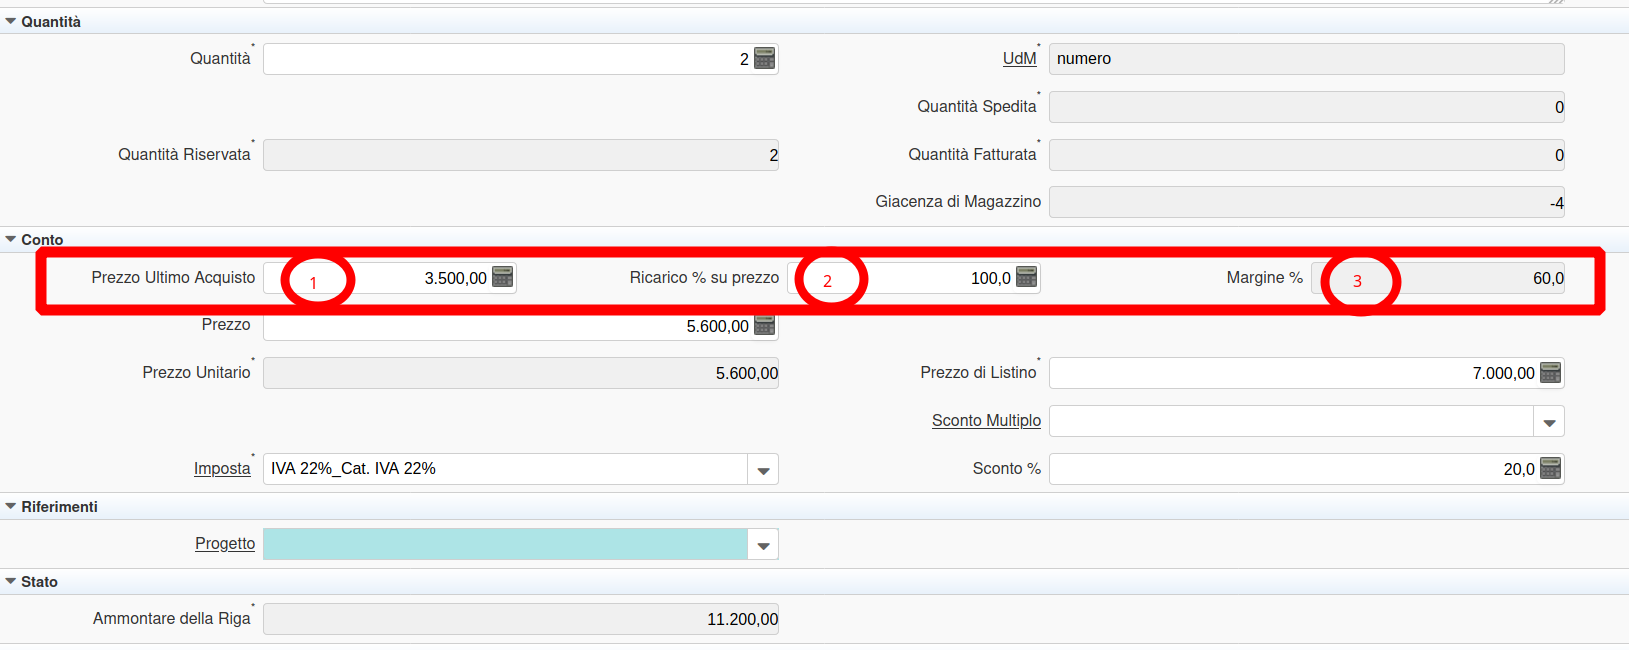 Quantità
Quantità* 2 UdM* numero
Quantità Spedita* 0
Quantità Riservata* 2 Quantità Fatturata* 0
Giacenza di Magazzino -4
Conto
Prezzo Ultimo Acquisto 1 3.500,00 Ricarico % su prezzo 2 100,0 Margine % 3 60,0
Prezzo 5.600,00
Prezzo Unitario* 5.600,00 Prezzo di Listino* 7.000,00
Sconto Multiplo
Imposta* IVA 22%_Cat. IVA 22% Sconto % 20,0
Riferimenti
Progetto
Stato
Ammontare della Riga* 11.200,00